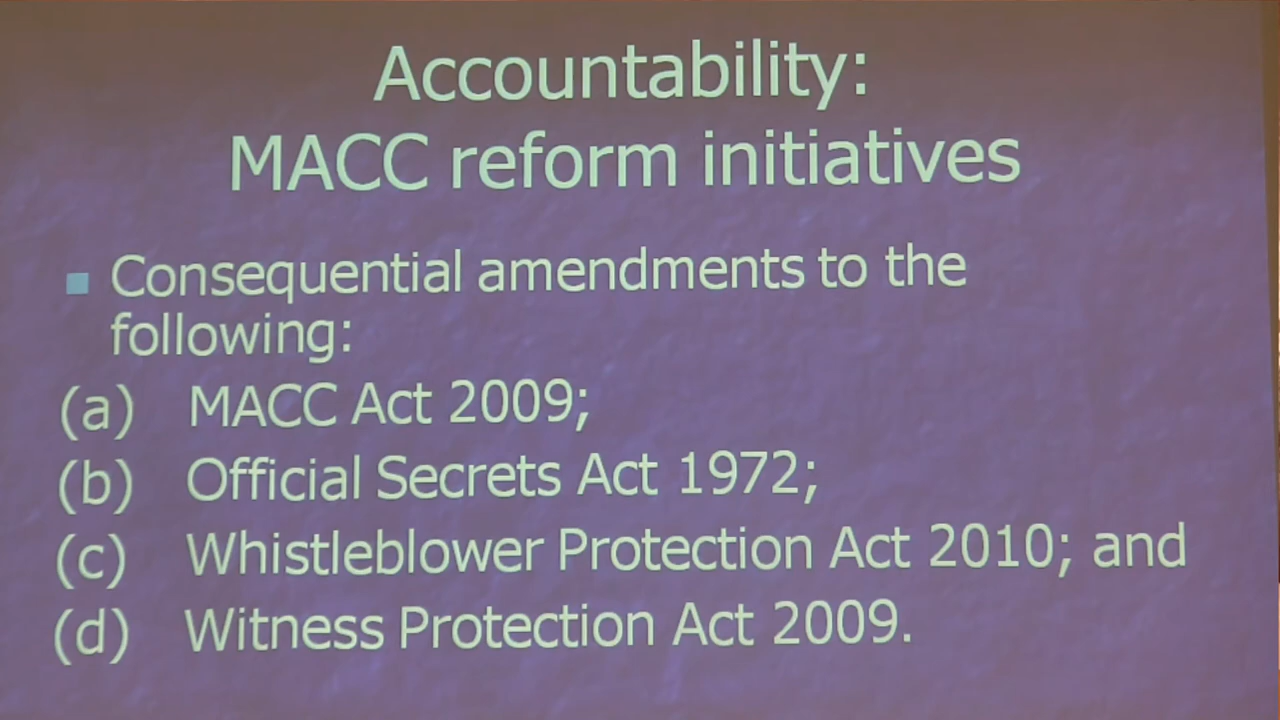 Accountability:
MACC reform initiatives
Consequential amendments to the
following:
(a) MACC Act 2009;
(b) Official Secrets Act 1972;
(c) Whistleblower Protection Act 2010; and
(d) Witness Protection Act 2009.